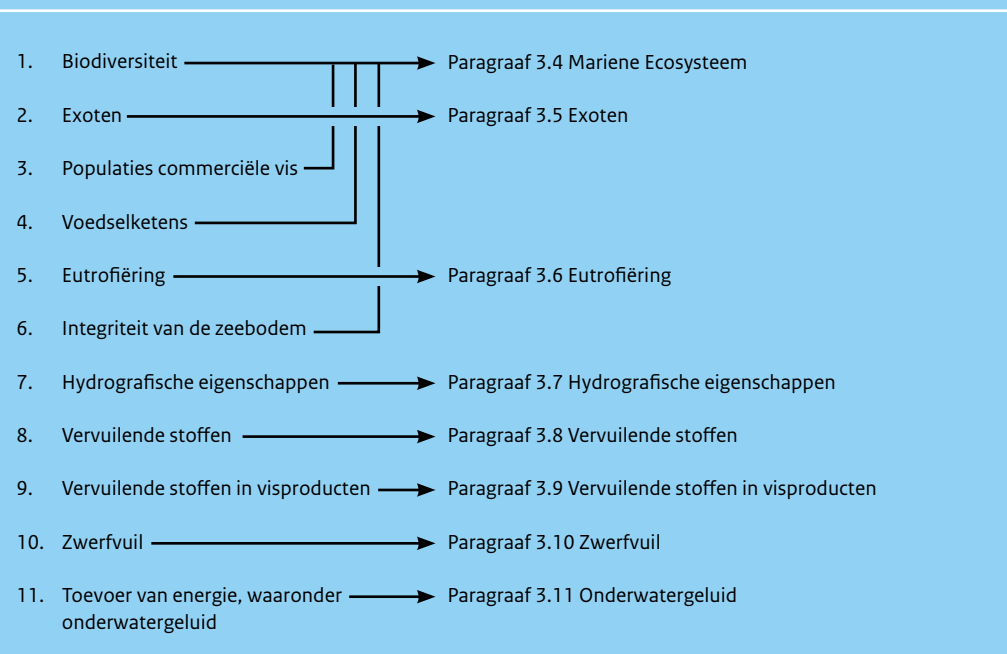 1. Biodiversiteit Paragraaf 3.4 Mariene Ecosysteem
2. Exoten Paragraaf 3.5 Exoten
3. Populaties commerciële vis
4. Voedselketens
5. Eutrofiëring Paragraaf 3.6 Eutrofiëring
6. Integriteit van de zeebodem
7. Hydrografische eigenschappen Paragraaf 3.7 Hydrografische eigenschappen
8. Vervuilende stoffen Paragraaf 3.8 Vervuilende stoffen
9. Vervuilende stoffen in visproducten Paragraaf 3.9 Vervuilende stoffen in visproducten
10. Zwerfvuil Paragraaf 3.10 Zwerfvuil
11. Toevoer van energie, waaronder Paragraaf 3.11 Onderwatergeluid
onderwatergeluid